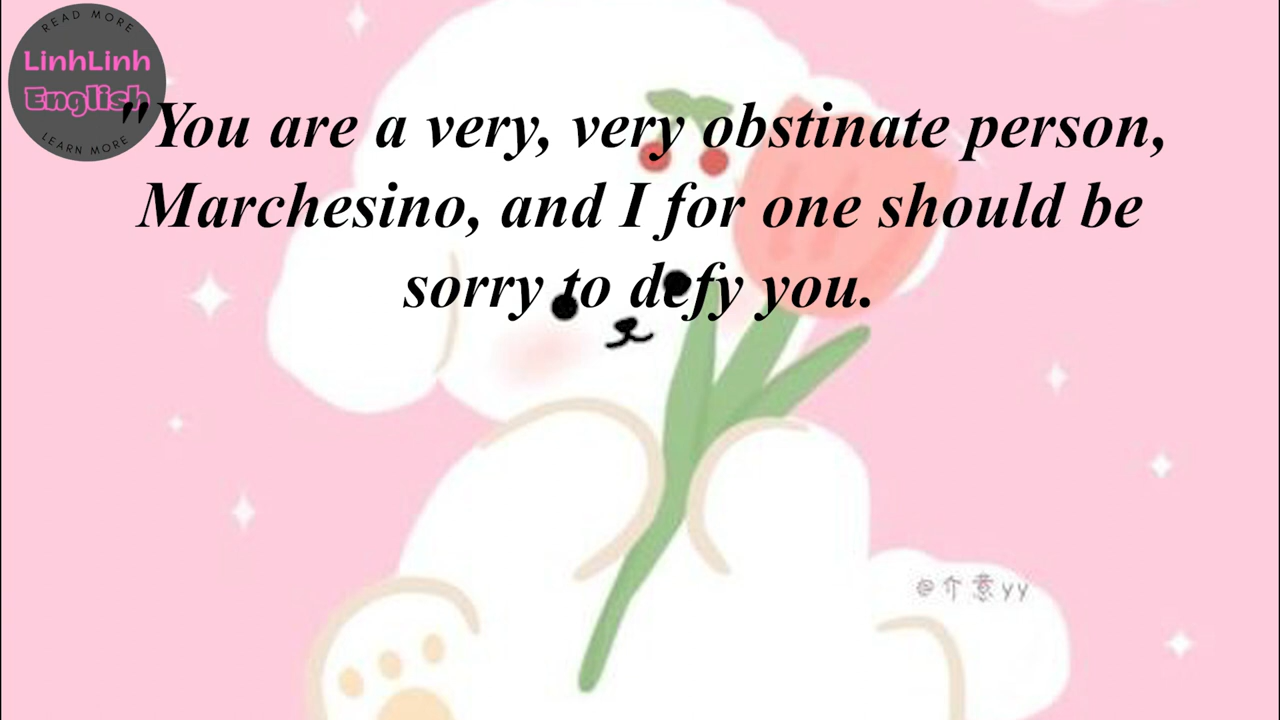 READ MORE
LinhLinh
English
LEARN MORE
"You are a very, very obstinate person,
Marchesino, and I for one should be
sorry to defy you.
@介意yy